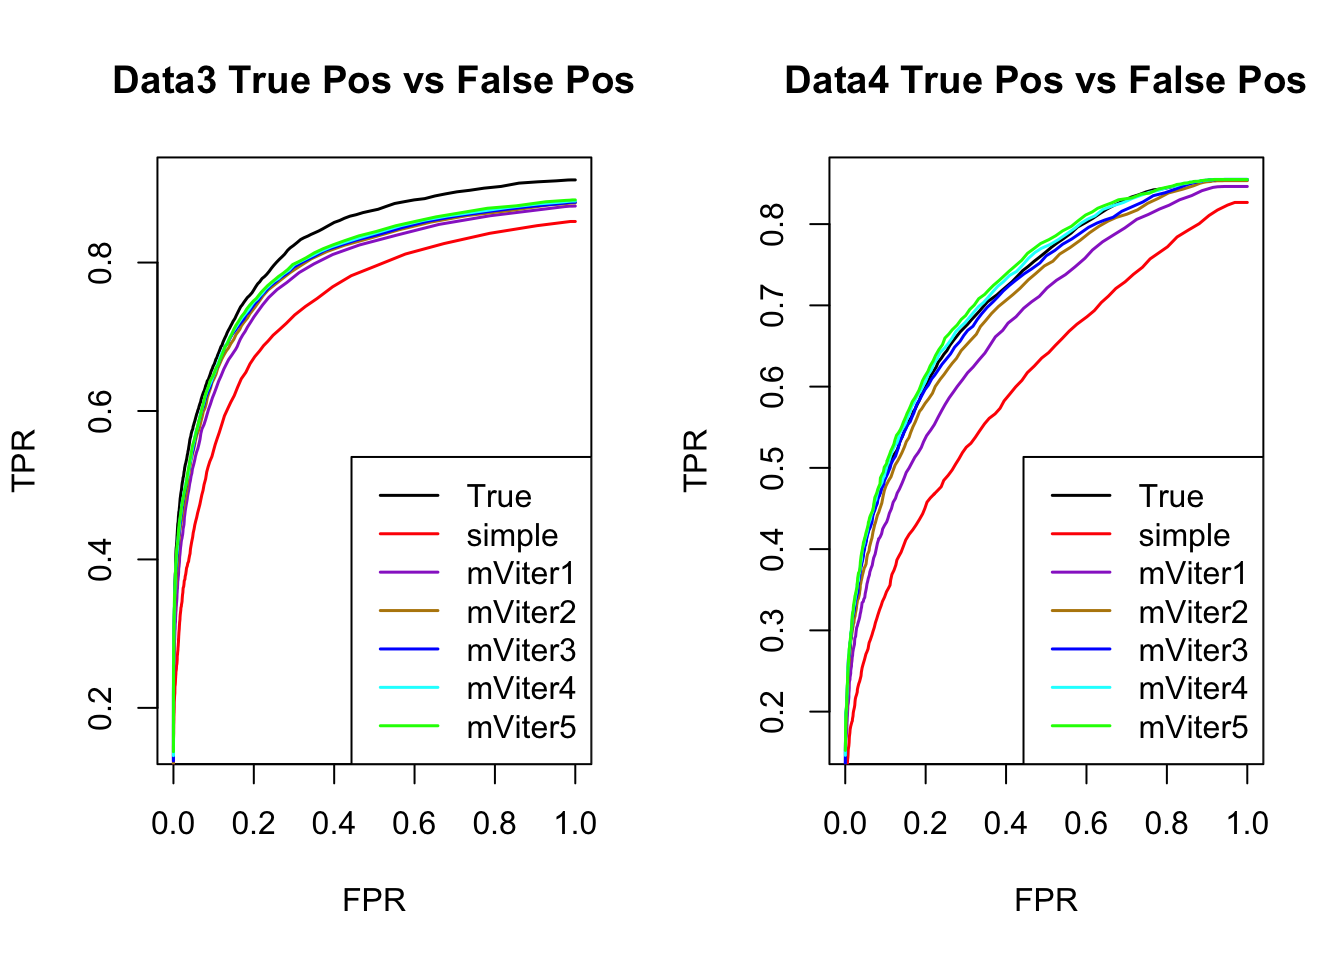 Data3 True Pos vs False Pos
TPR
0.8
0.6
0.4
0.2
True
simple
mViter1
mViter2
mViter3
mViter4
mViter5
0.0 0.2 0.4 0.6 0.8 1.0
FPR
Data4 True Pos vs False Pos
TPR
0.8
0.7
0.6
0.5
0.4
0.3
0.2
True
simple
mViter1
mViter2
mViter3
mViter4
mViter5
0.0 0.2 0.4 0.6 0.8 1.0
FPR